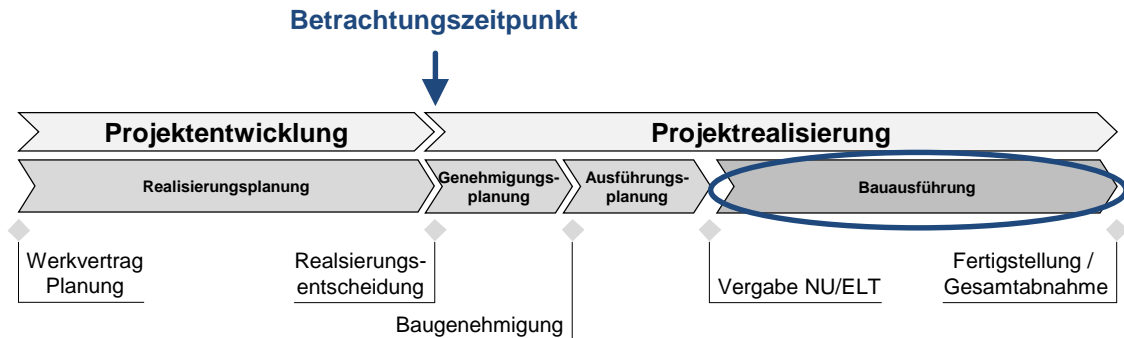 Betrachtungszeitpunkt
Projektentwicklung
Projektrealisierung
Realisierungsplanung
Genehmigungs-
planung
Ausführungs-
planung
Bauausführung
Werkvertrag
Planung
Realsierungs-
entscheidung
Baugenehmigung
Vergabe NU/ELT
Fertigstellung /
Gesamtabnahme